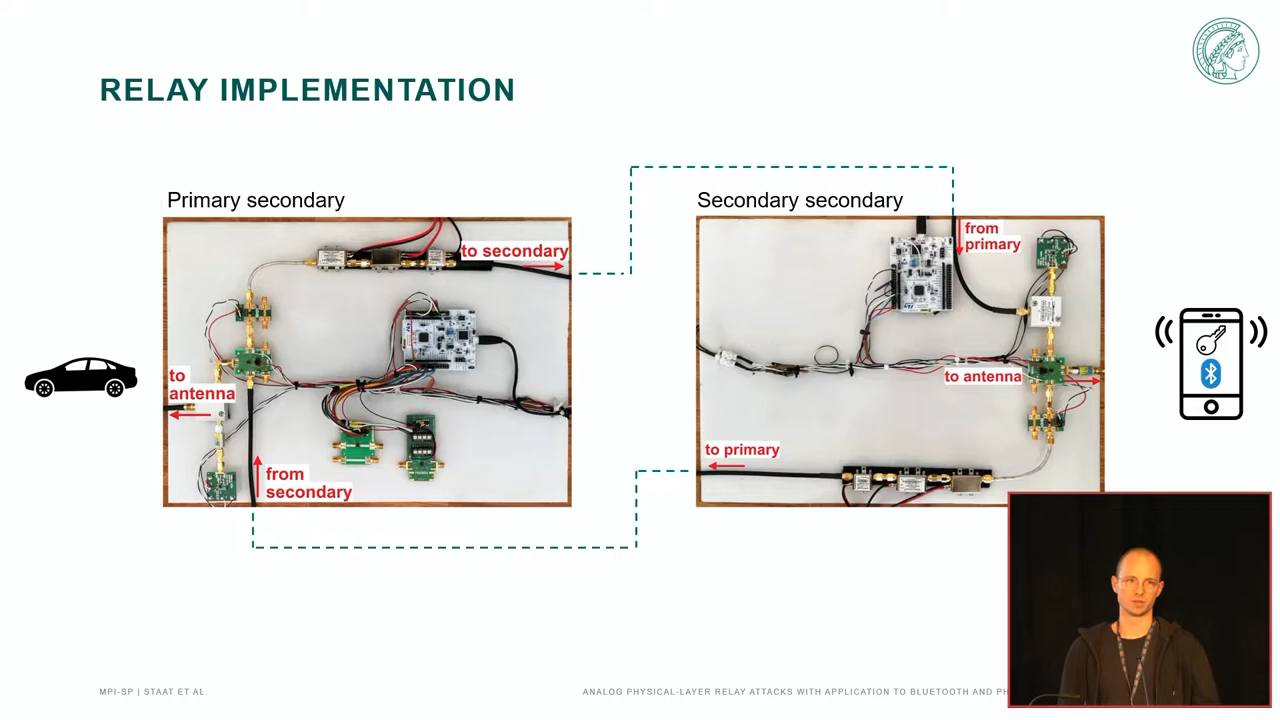 RELAY IMPLEMENTATION
Primary secondary
to secondary
to
antenna
from
secondary
Secondary secondary
from
primary
to antenna
to primary
MPI-SP | STAAT ET AL.
ANALOG PHYSICAL-LAYER RELAY ATTACKS WITH APPLICATION TO BLUETOOTH AND PH